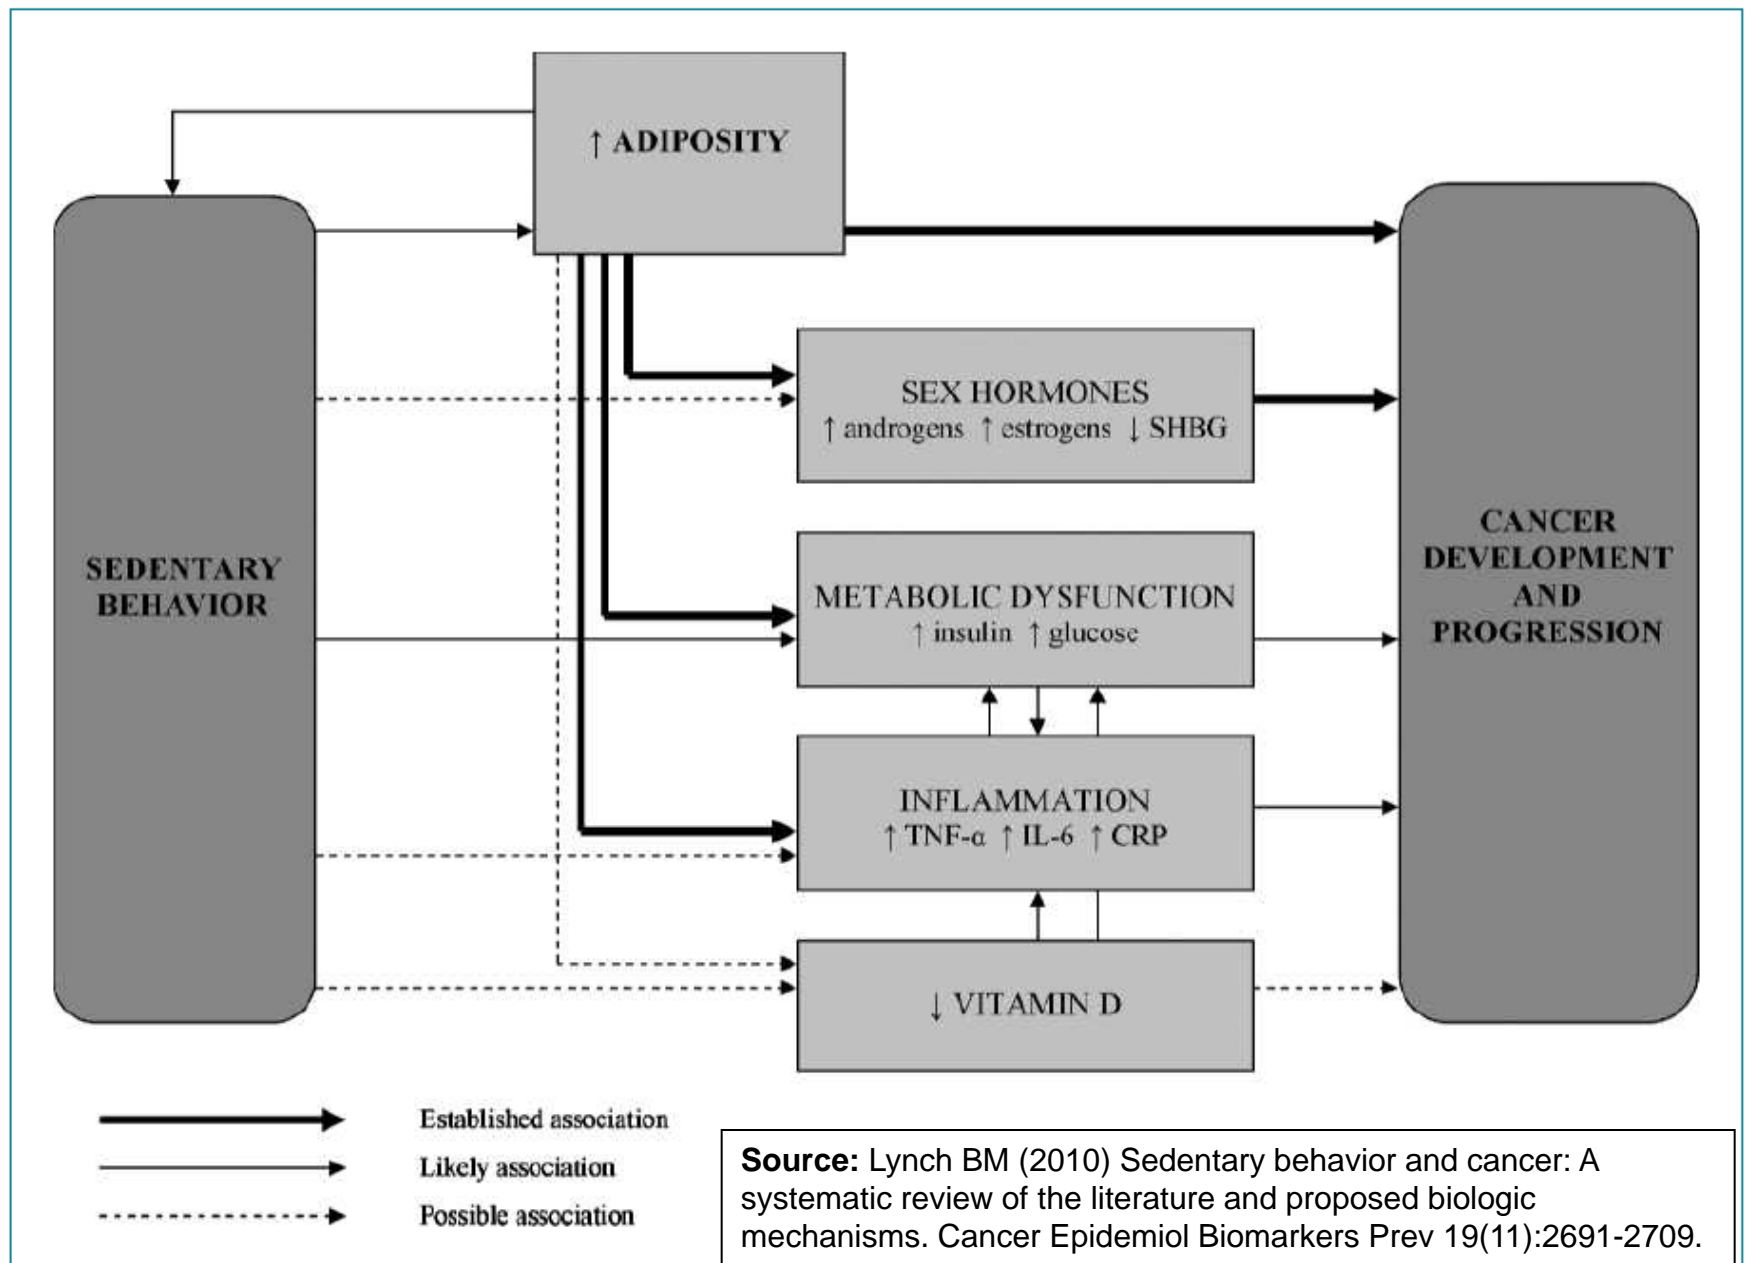 ↑ ADIPOSITY
SEX HORMONES
↑ androgens ↑ estrogens ↓ SHBG
SEDENTARY
BEHAVIOR
METABOLIC DYSFUNCTION
↑ insulin ↑ glucose
CANCER
DEVELOPMENT
AND
PROGRESSION
INFLAMMATION
↑ TNF-α ↑ IL-6 ↑ CRP
↓ VITAMIN D
Established association
Likely association
Possible association
Source: Lynch BM (2010) Sedentary behavior and cancer: A
systematic review of the literature and proposed biologic
mechanisms. Cancer Epidemiol Biomarkers Prev 19(11):2691-2709.